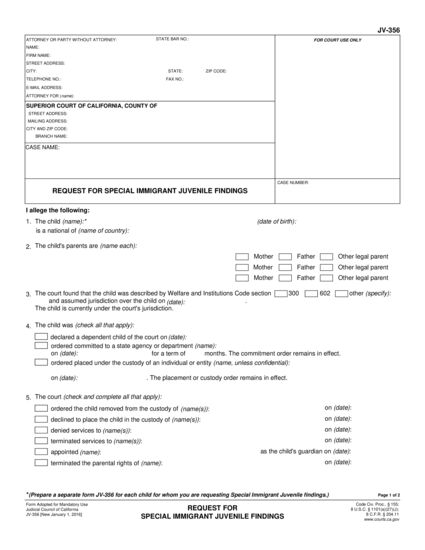 JV-356
ATTORNEY OR PARTY WITHOUT ATTORNEY: STATE BAR NO.:
FOR COURT USE ONLY
NAME:
FIRM NAME:
STREET ADDRESS:
CITY: STATE: ZIP CODE:
TELEPHONE NO.: FAX NO.:
E-MAIL ADDRESS:
ATTORNEY FOR (name):
SUPERIOR COURT OF CALIFORNIA, COUNTY OF
STREET ADDRESS:
MAILING ADDRESS:
CITY AND ZIP CODE:
BRANCH NAME:
CASE NAME:
CASE NUMBER:
REQUEST FOR SPECIAL IMMIGRANT JUVENILE FINDINGS
I allege the following:
1. The child (name):* (date of birth):
is a national of (name of country):
2. The child's parents are (name each):
Mother Father Other legal parent
Mother Father Other legal parent
Mother Father Other legal parent
3. The court found that the child was described by Welfare and Institutions Code section 300 602 other (specify):
and assumed jurisdiction over the child on (date): .
The child is currently under the court's jurisdiction.
4. The child was (check all that apply):
declared a dependent child of the court on (date):
ordered committed to a state agency or department (name):
on (date): for a term of months. The commitment order remains in effect.
ordered placed under the custody of an individual or entity (name, unless confidential):
on (date): . The placement or custody order remains in effect.
5. The court (check and complete all that apply):
ordered the child removed from the custody of (name(s)): on (date):
declined to place the child in the custody of (name(s)): on (date):
denied services to (name(s)): on (date):
terminated services to (name(s)): on (date):
appointed (name): as the child's guardian on (date):
terminated the parental rights of (name): on (date):
*(Prepare a separate form JV-356 for each child for whom you are requesting Special Immigrant Juvenile findings.)
Page 1 of 2
Form Adopted for Mandatory Use
Judicial Council of California
JV-356 [New January 1, 2016]
REQUEST FOR
SPECIAL IMMIGRANT JUVENILE FINDINGS
Code Civ. Proc., § 155;
8 U.S.C. § 1101(a)(27)(J);
8 C.F.R. § 204.11
www.courts.ca.gov